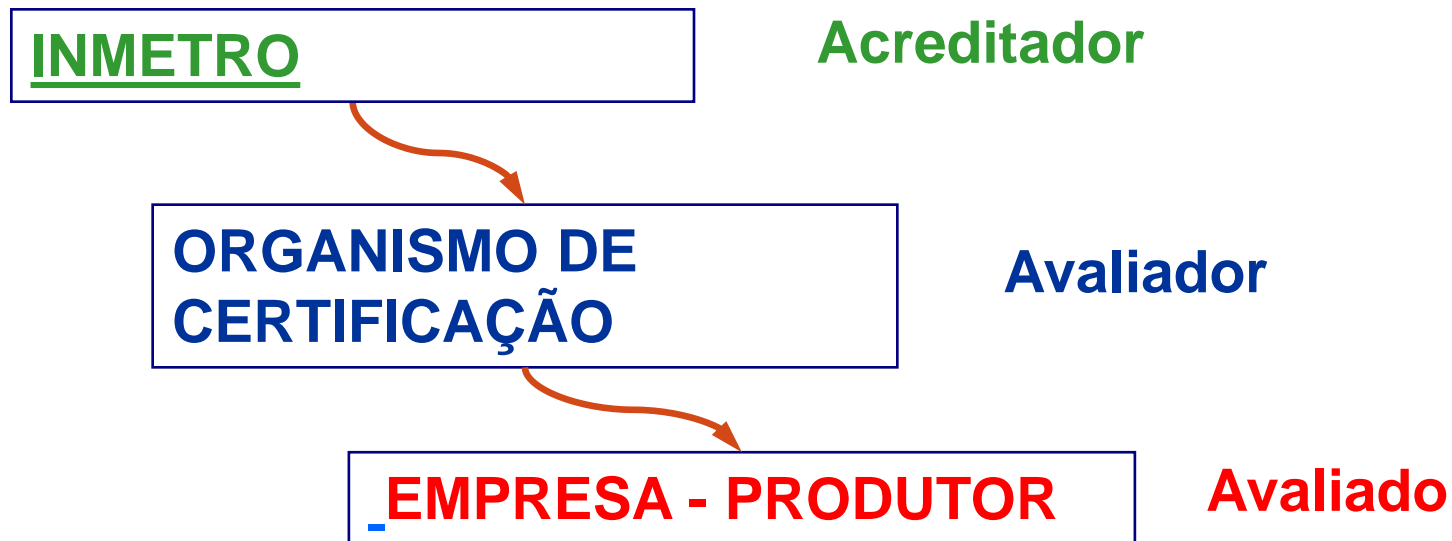 INMETRO
Acreditador
ORGANISMO DE
CERTIFICAÇÃO
Avaliador
EMPRESA - PRODUTOR
Avaliado